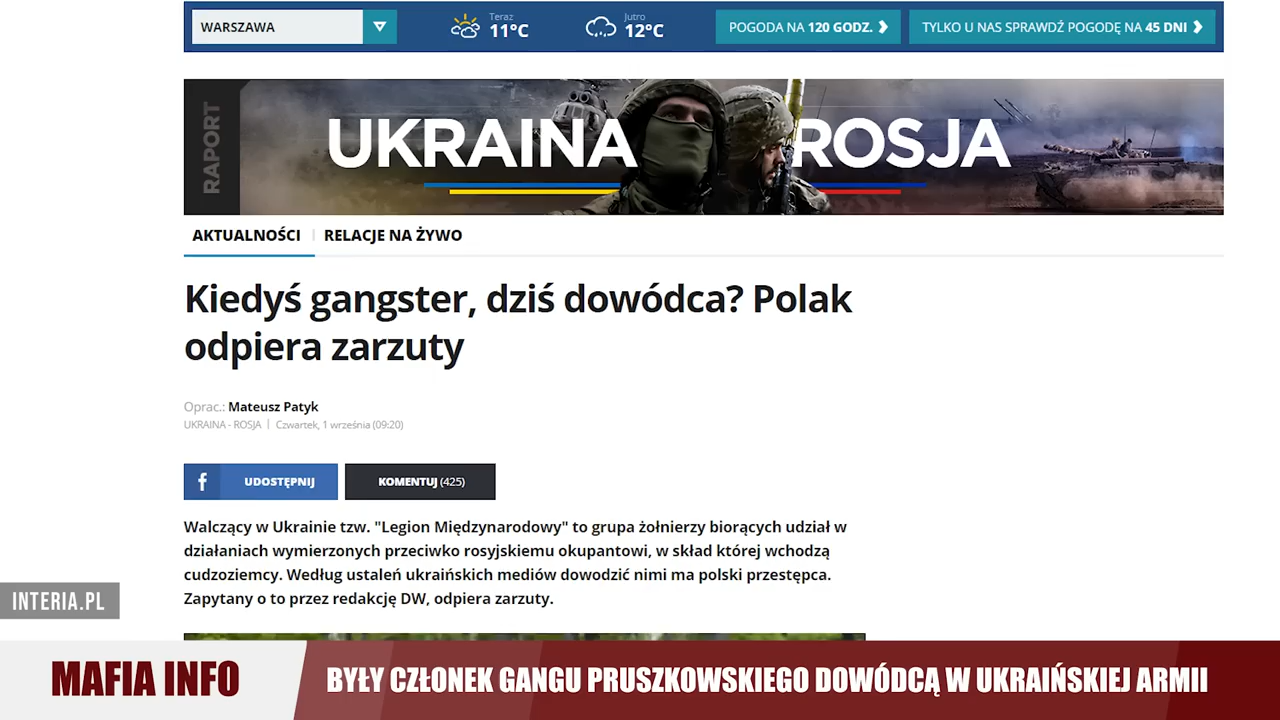 WARSZAWA
Teraz
11°C
Jutro
12°C
POGODA NA 120 GODZ.
TYLKO U NAS SPRAWDŹ POGODĘ NA 45 DNI
RAPORT
UKRAINA ROSJA
AKTUALNOŚCI | RELACJE NA ŻYWO
Kiedyś gangster, dziś dowódca? Polak
odpiera zarzuty
Oprac.: Mateusz Patyk
UKRAINA - ROSJA | Czwartek, 1 września (09:20)
f UDOSTĘPNIJ
KOMENTUJ (425)
Walczący w Ukrainie tzw. "Legion Międzynarodowy" to grupa żołnierzy biorących udział w
działaniach wymierzonych przeciwko rosyjskiemu okupantowi, w skład której wchodzą
cudzoziemcy. Według ustaleń ukraińskich mediów dowodzić nimi ma polski przestępca.
Zapytany o to przez redakcję DW, odpiera zarzuty.
INTERIA.PL
MAFIA INFO
BYŁY CZŁONEK GANGU PRUSZKOWSKIEGO DOWÓDCĄ W UKRAIŃSKIEJ ARMII